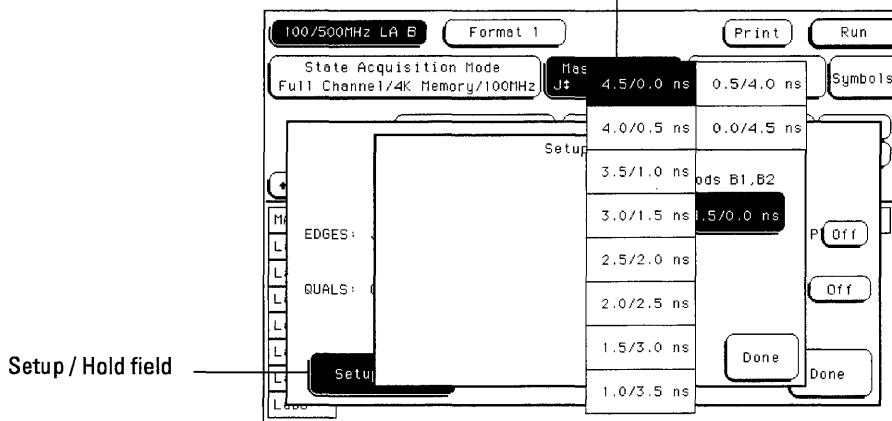 100/500MHz LA B
Format 1
Print
Run
State Acquisition Mode
Full Channel/4K Memory/100MHz
Mas
J‡
Symbols
4.5/0.0 ns
0.5/4.0 ns
4.0/0.5 ns
0.0/4.5 ns
3.5/1.0 ns
3.0/1.5 ns
2.5/2.0 ns
2.0/2.5 ns
1.5/3.0 ns
1.0/3.5 ns
Setup
ods B1,B2
.5/0.0 ns
EDGES:
Off
QUALS:
Off
Done
Done
Setu
Setup / Hold field